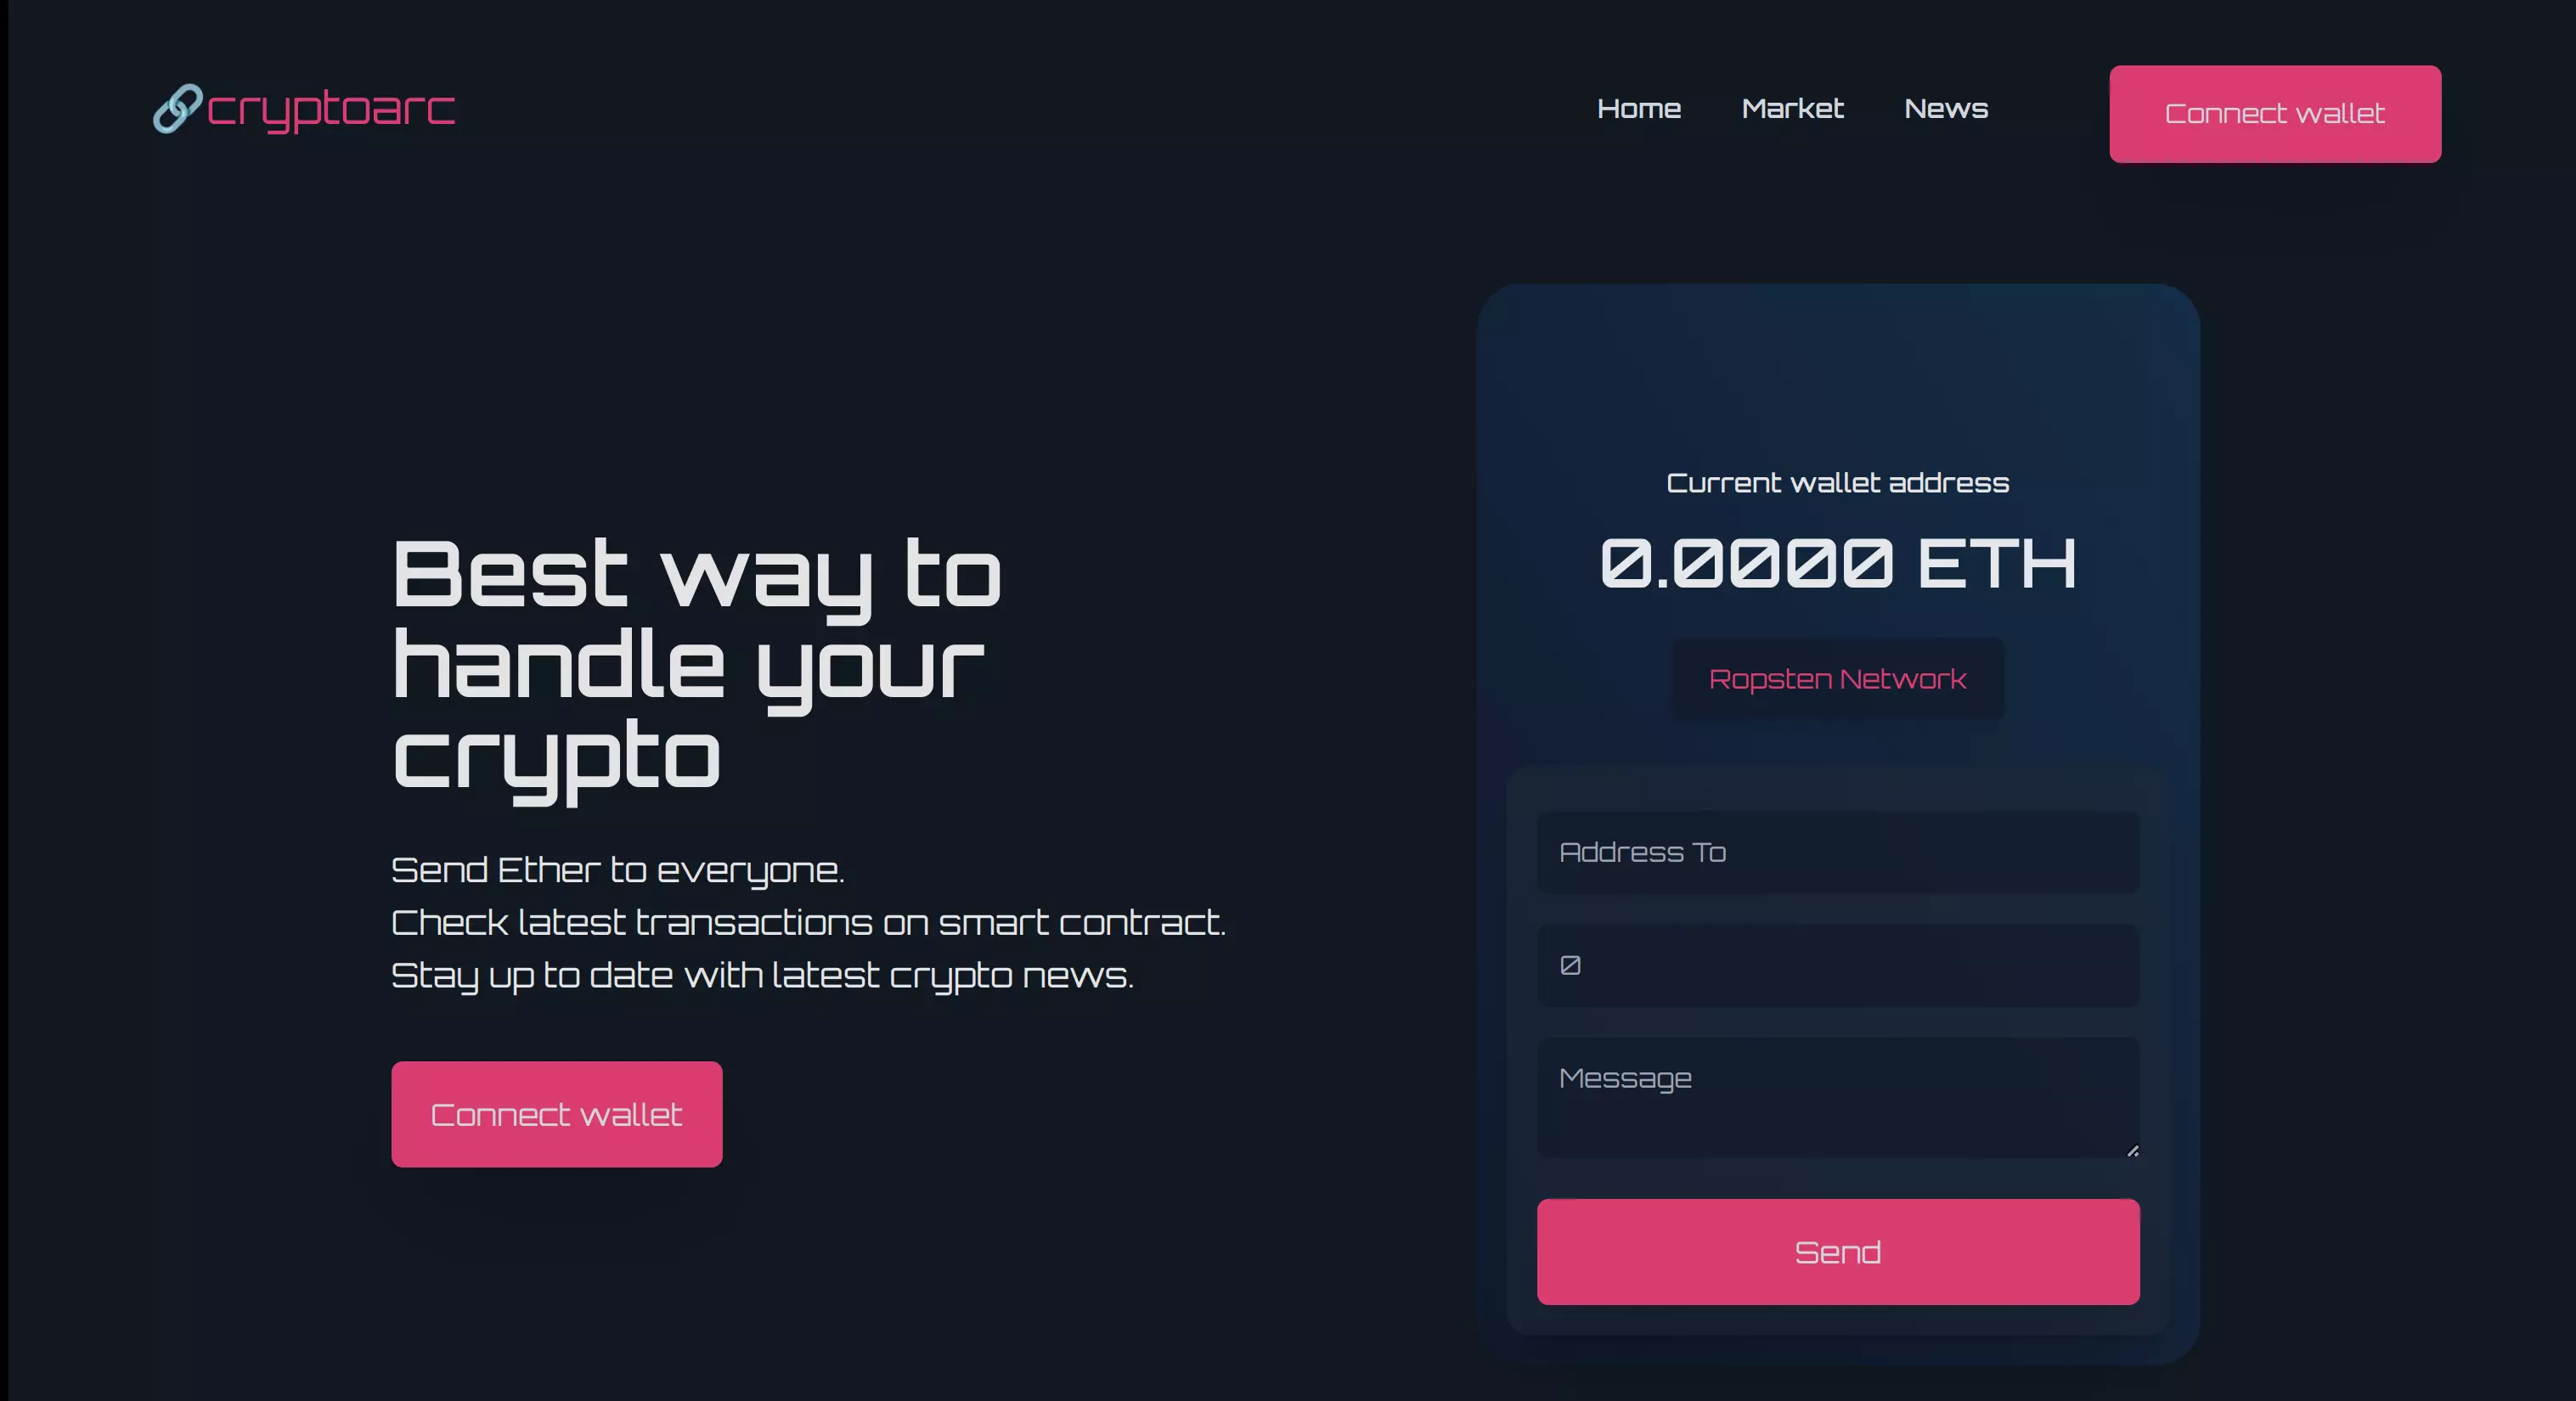 cryptoarc
Home
Market
News
Connect wallet
Best way to
handle your
crypto
Send Ether to everyone.
Check latest transactions on smart contract.
Stay up to date with latest crypto news.
Connect wallet
Current wallet address
0.0000 ETH
Ropsten Network
Address To
0
Message
Send